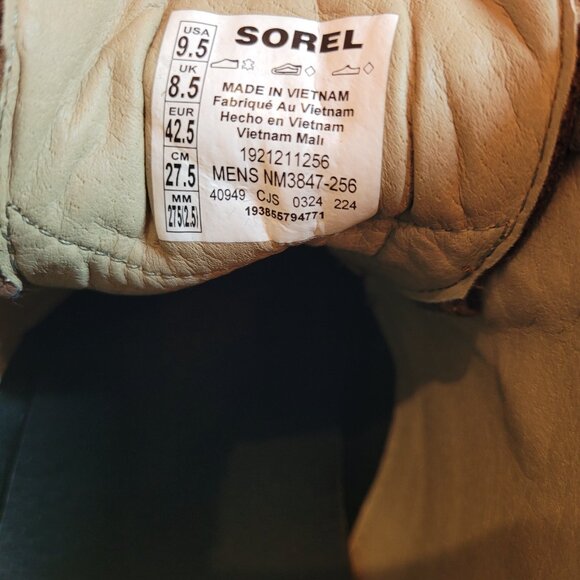 SOREL
USA
9.5
UK
8.5
EUR
42.5
CM
27.5
MM
275(2.5)
MADE IN VIETNAM
Fabriqué Au Vietnam
Hecho en Vietnam
Vietnam Malı
1921211256
MENS NM3847-256
40949 CJS 0324 224
193855794771